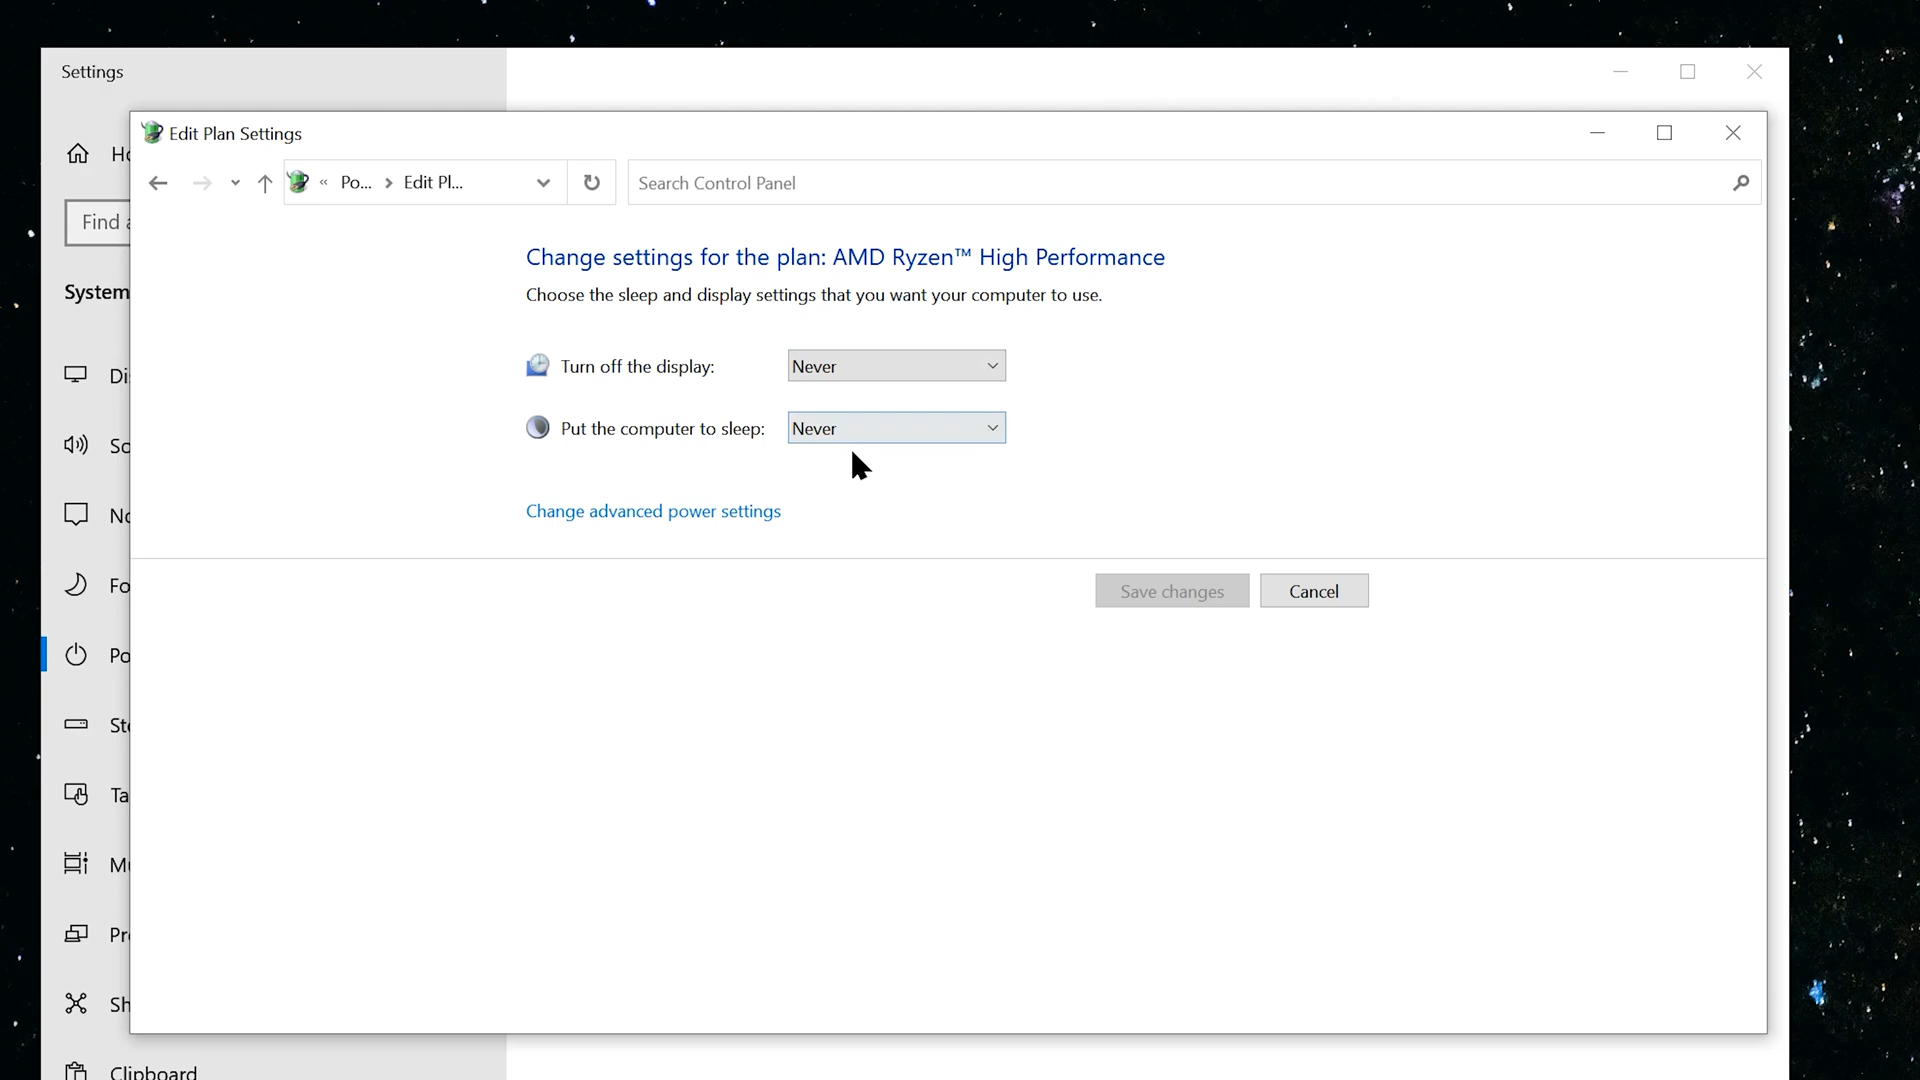 Settings
Edit Plan Settings
« Po... > Edit Pl...
Search Control Panel
Find
System
Change settings for the plan: AMD Ryzen™ High Performance
Choose the sleep and display settings that you want your computer to use.
Turn off the display: Never
Put the computer to sleep: Never
Change advanced power settings
Save changes Cancel
Clipboard